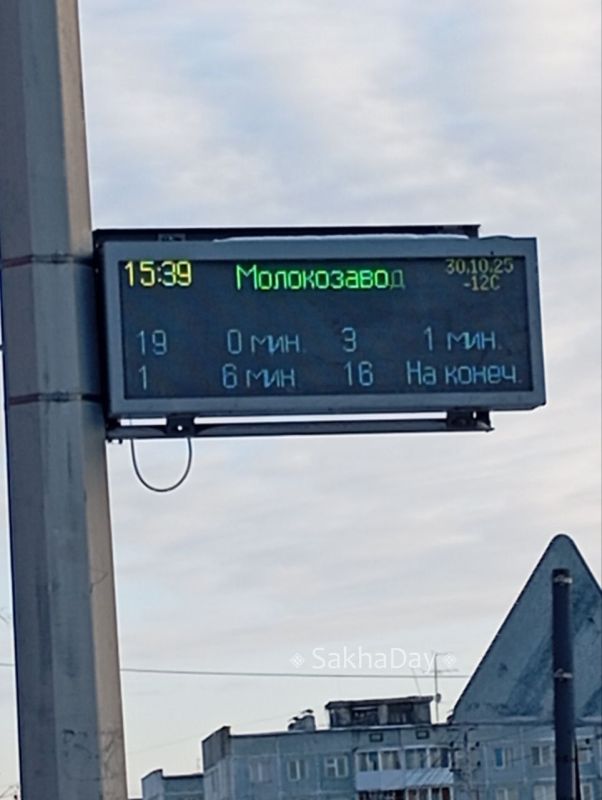 15:39 Молокозавод 30.10.25
-12C
19 0 мин. 3 1 мин.
1 6 мин 16 На конеч.
SakhaDay